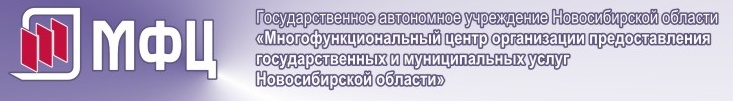 МФЦ
Государственное автономное учреждение Новосибирской области
«Многофункциональный центр организации предоставления
государственных и муниципальных услуг
Новосибирской области»